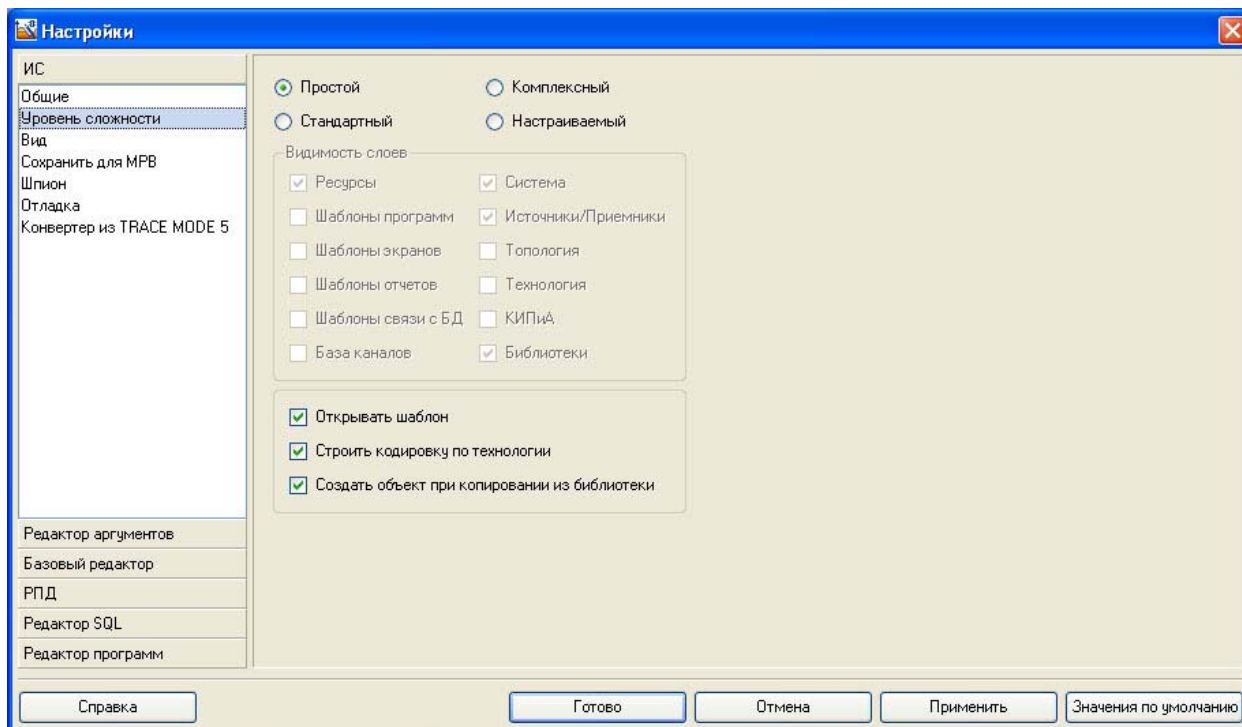 Настройки
ИС
Общие
Уровень сложности
Вид
Сохранить для МРВ
Шпион
Отладка
Конвертер из TRACE MODE 5
Редактор аргументов
Базовый редактор
РПД
Редактор SQL
Редактор программ
Простой
Комплексный
Стандартный
Настраиваемый
Видимость слоев
Ресурсы
Система
Шаблоны программ
Источники/Приемники
Шаблоны экранов
Топология
Шаблоны отчетов
Технология
Шаблоны связи с БД
КИПиА
База каналов
Библиотеки
Открывать шаблон
Строить кодировку по технологии
Создать объект при копировании из библиотеки
Справка
Готово
Отмена
Применить
Значения по умолчанию